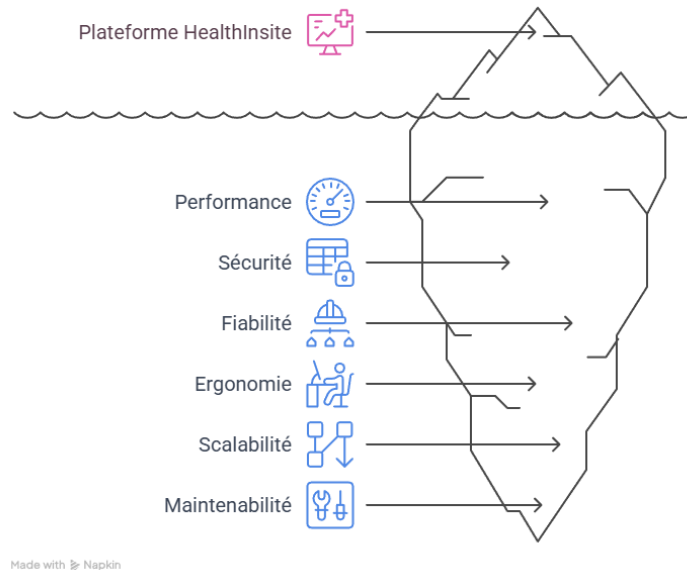 Plateforme HealthInsite
Performance
Sécurité
Fiabilité
Ergonomie
Scalabilité
Maintenabilité
Made with Napkin